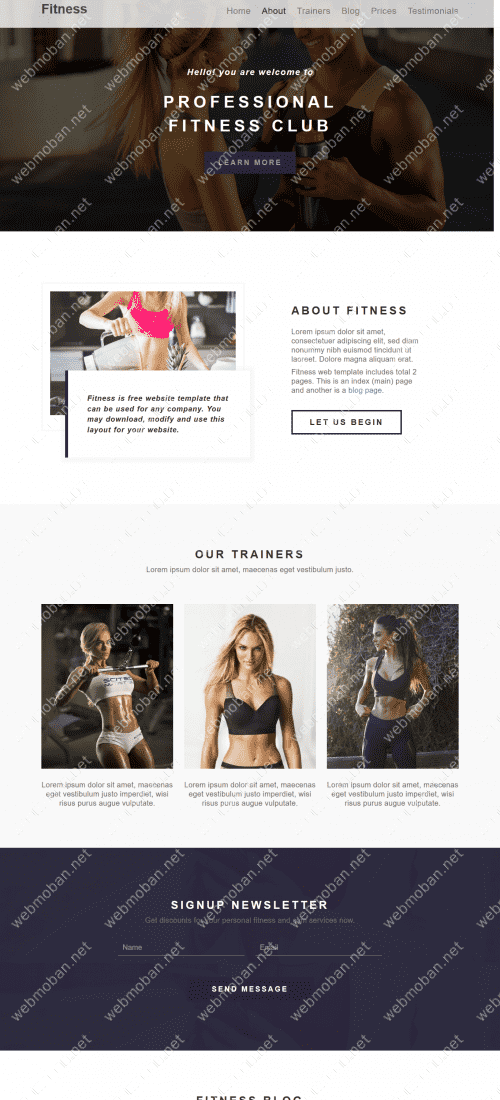 Fitness
Home About Trainers Blog Prices Testimonials
Hello! you are welcome to
PROFESSIONAL
FITNESS CLUB
LEARN MORE
ABOUT FITNESS
Lorem ipsum dolor sit amet,
consectetuer adipiscing elit, sed diam
nonummy nibh euismod tincidunt ut
laoreet. Dolore magna aliquam erat.
Fitness web template includes total 2
pages. This is an index (main) page
and another is a blog page.
LET US BEGIN
Fitness is free website template that
can be used for any company. You
may download, modify and use this
layout for your website.
OUR TRAINERS
Lorem ipsum dolor sit amet, maecenas eget vestibulum justo.
SCITEC
Lorem ipsum dolor sit amet, maecenas
eget vestibulum justo imperdiet, wisi
risus purus augue vulputate.
Lorem ipsum dolor sit amet, maecenas
eget vestibulum justo imperdiet, wisi
risus purus augue vulputate.
Lorem ipsum dolor sit amet, maecenas
eget vestibulum justo imperdiet, wisi
risus purus augue vulputate.
SIGNUP NEWSLETTER
Get discounts for your personal fitness and gym services now.
Name Email
SEND MESSAGE
FITNESS BLOG
webmoban.net